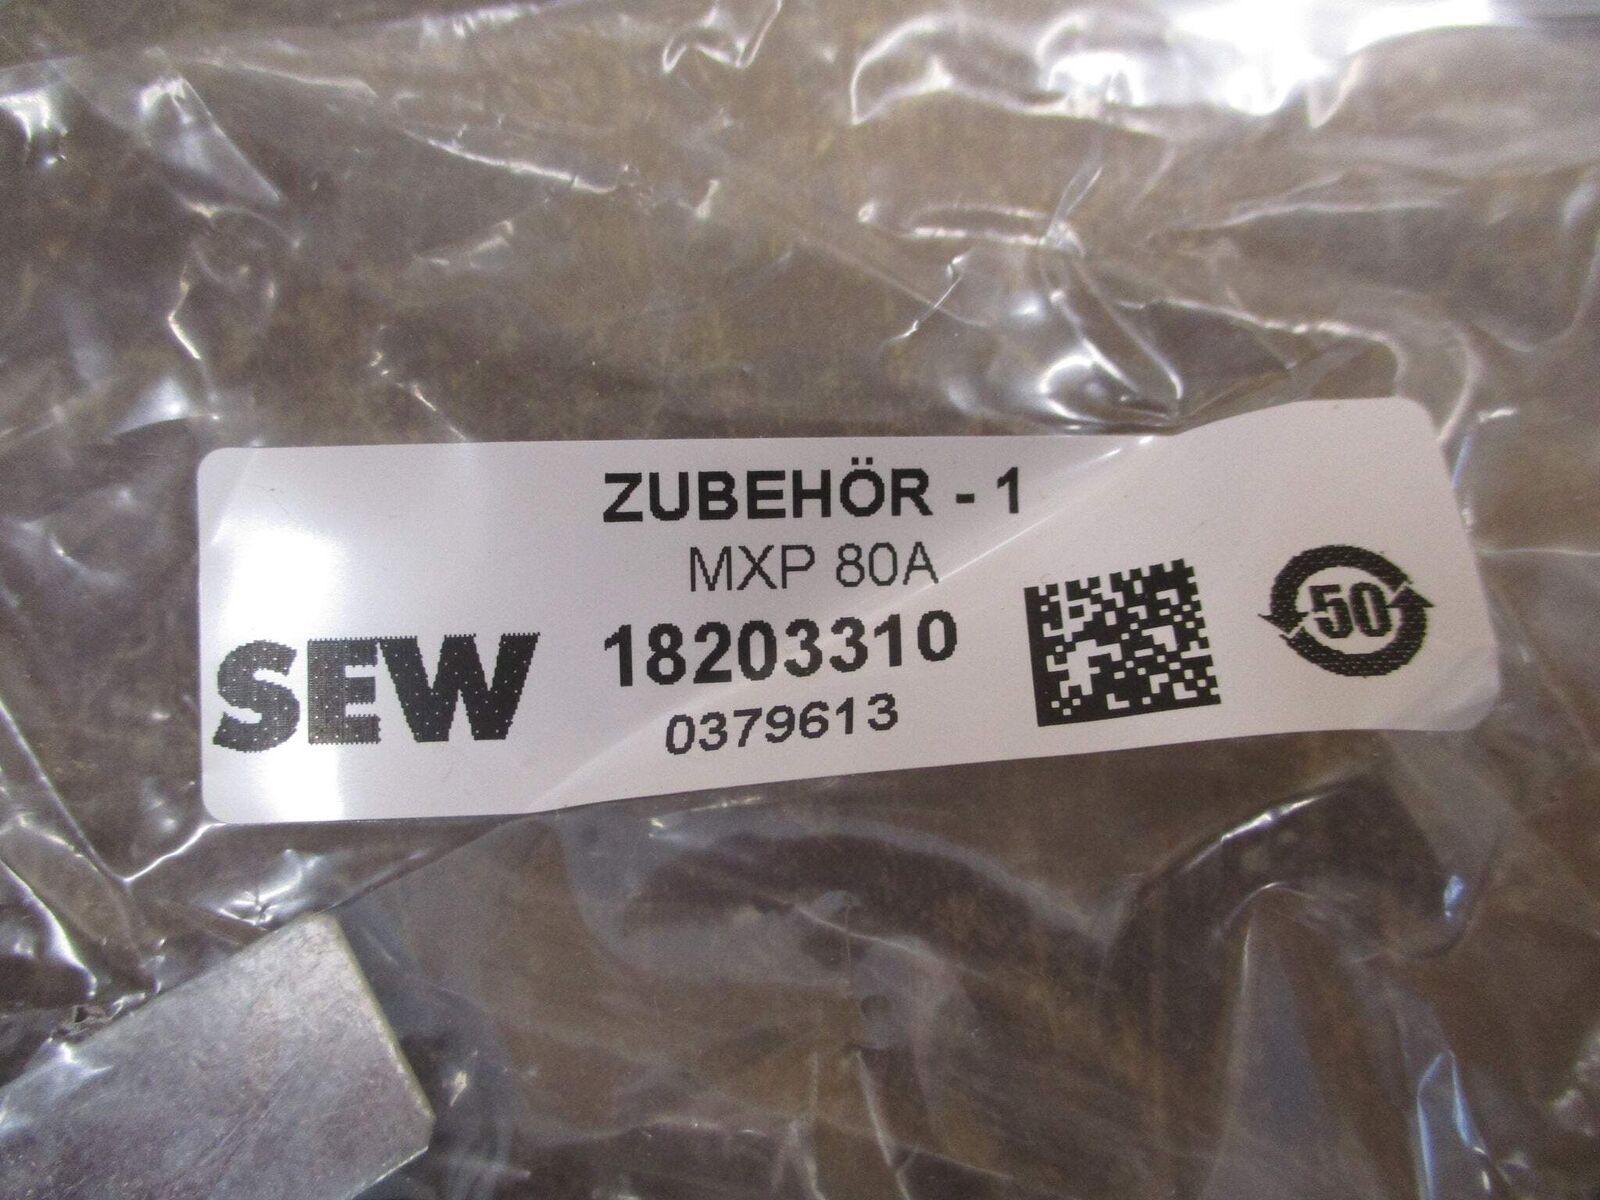 ZUBEHÖR - 1
MXP 80A
SEW
18203310
0379613
50